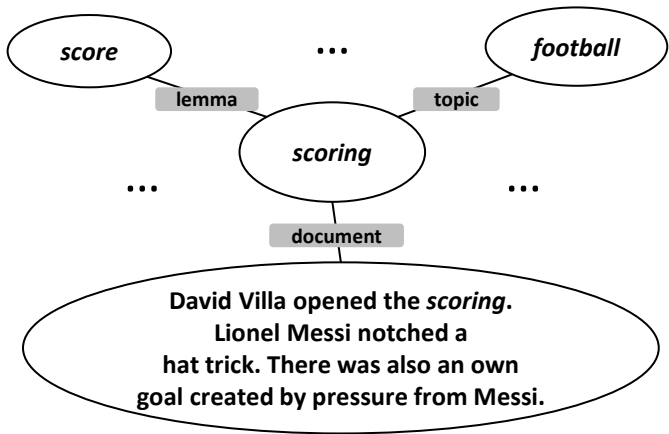 score
...
football
lemma
topic
scoring
...
...
document
David Villa opened the scoring.
Lionel Messi notched a
hat trick. There was also an own
goal created by pressure from Messi.